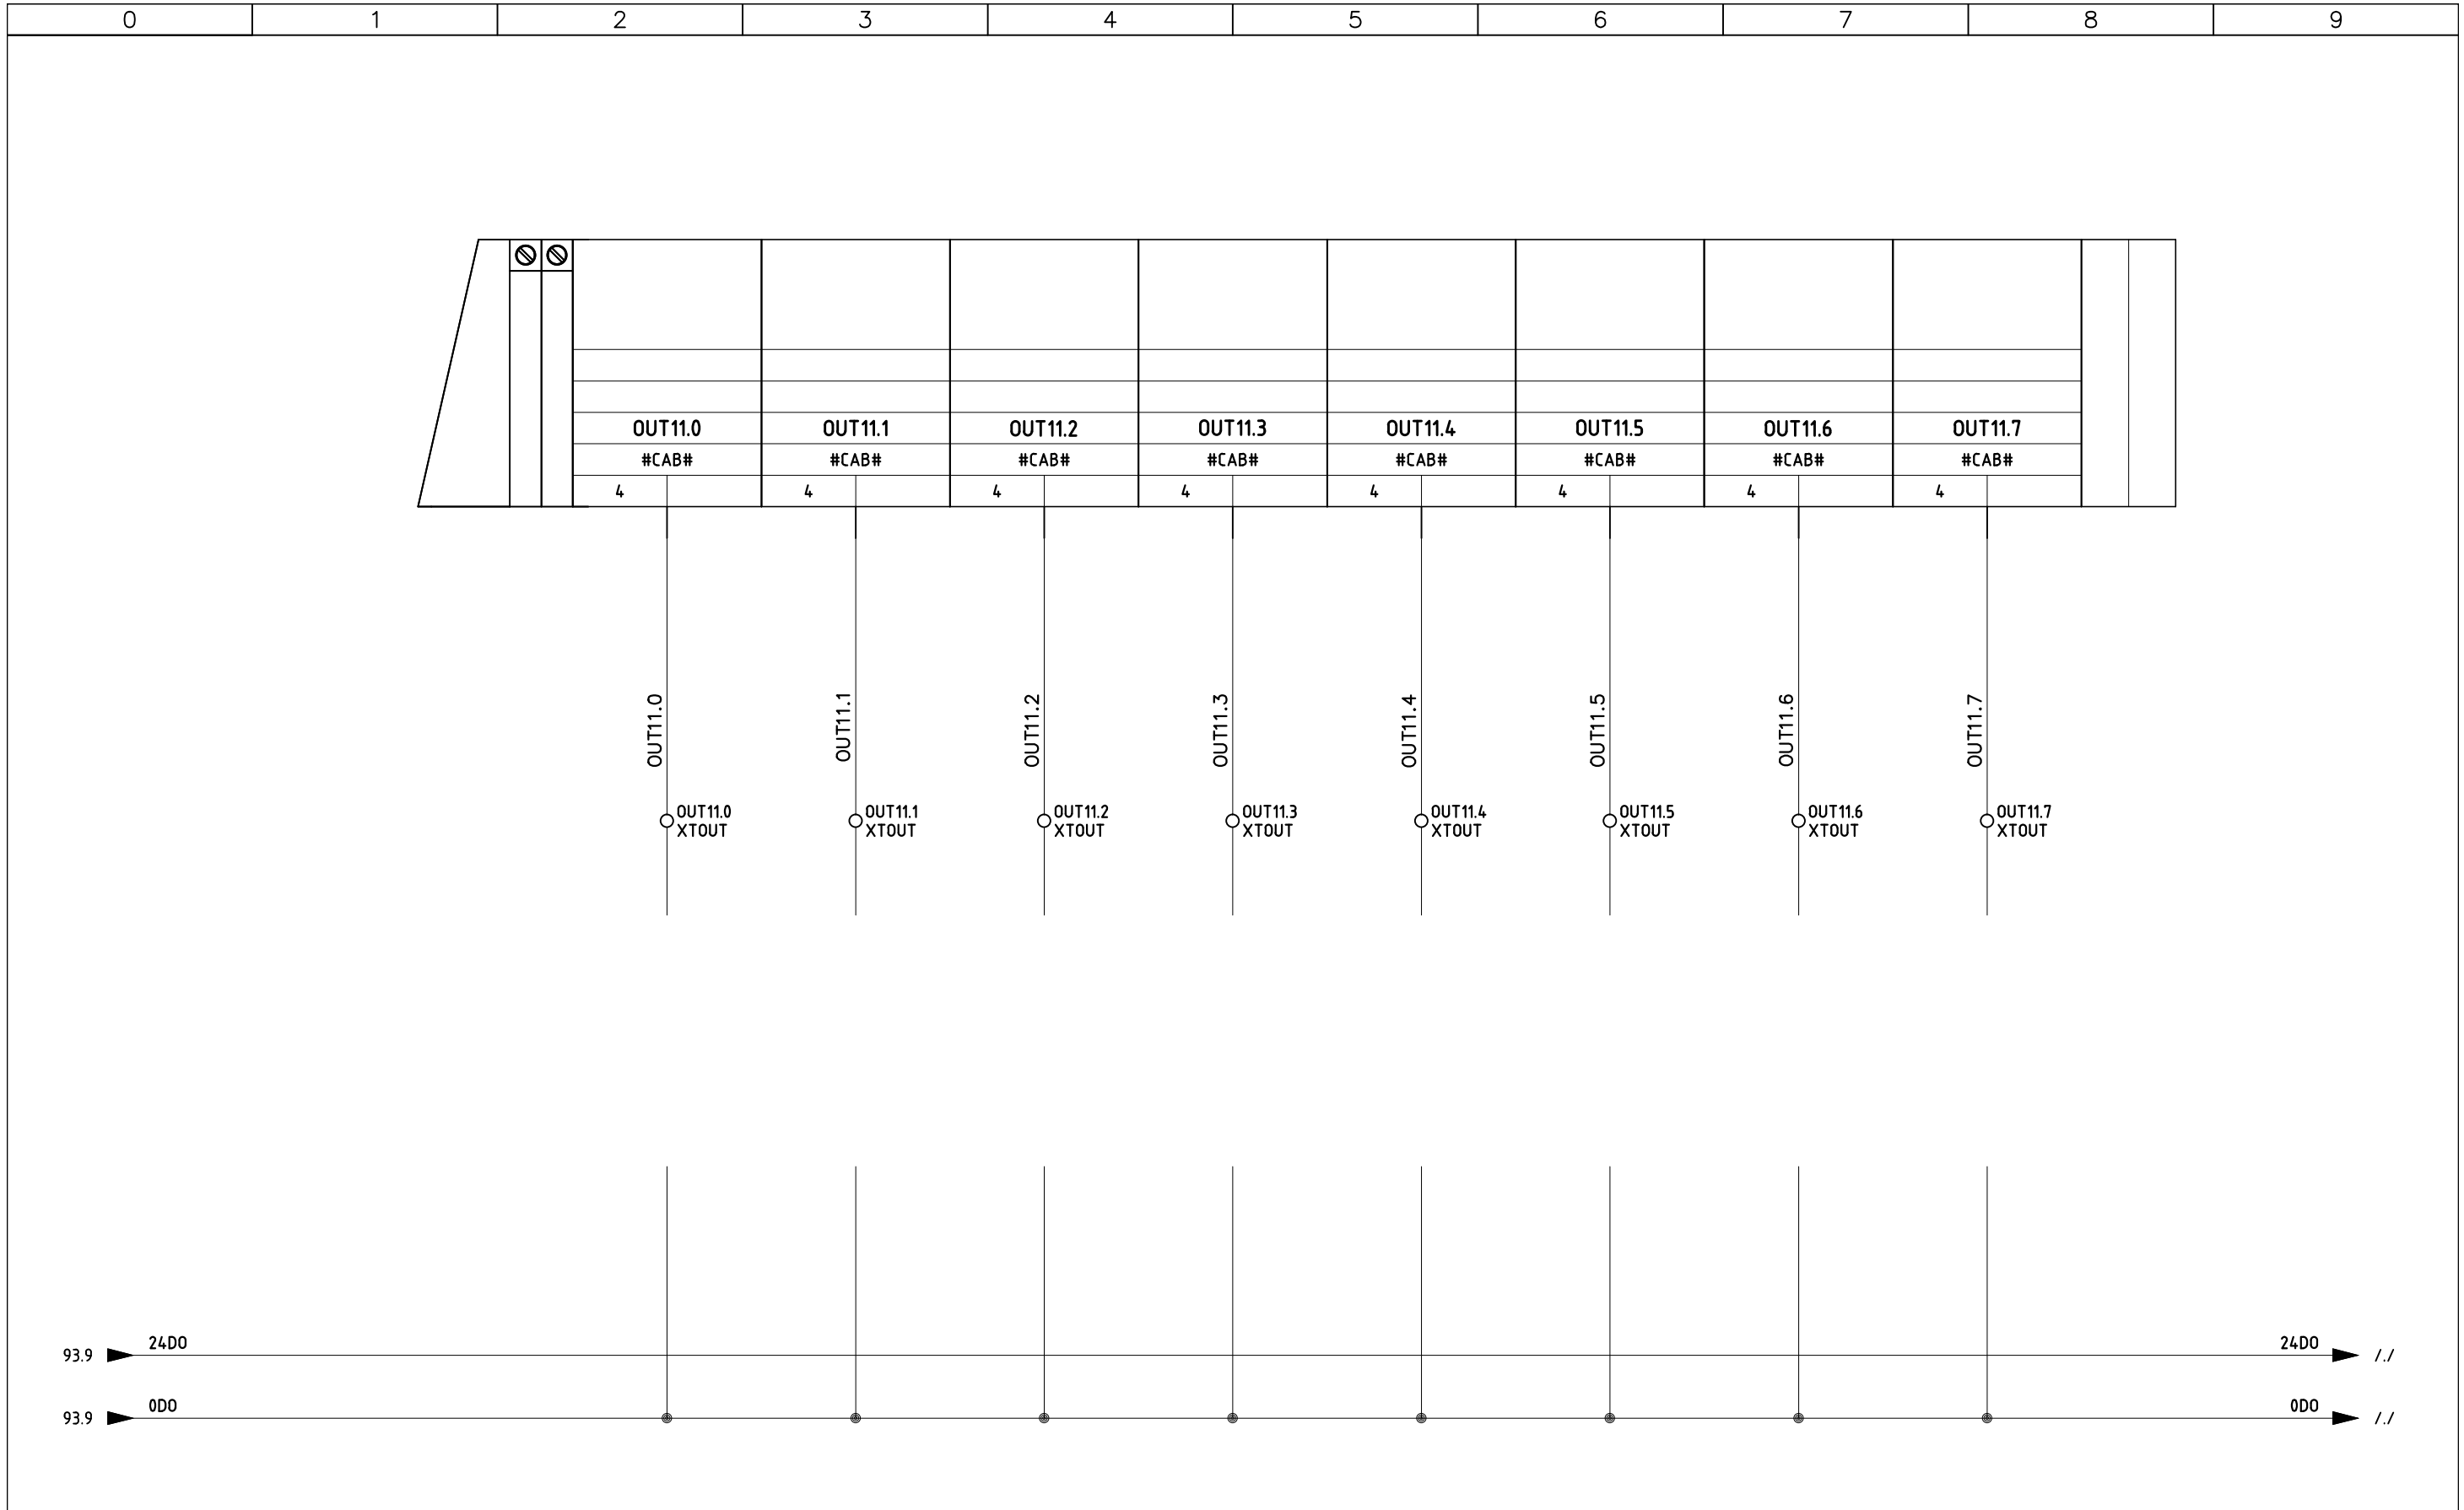 0 1 2 3 4 5 6 7 8 9
OUT11.0 OUT11.1 OUT11.2 OUT11.3 OUT11.4 OUT11.5 OUT11.6 OUT11.7
#CAB# #CAB# #CAB# #CAB# #CAB# #CAB# #CAB# #CAB#
4 4 4 4 4 4 4 4
OUT11.0 OUT11.1 OUT11.2 OUT11.3 OUT11.4 OUT11.5 OUT11.6 OUT11.7
OUT11.0 OUT11.1 OUT11.2 OUT11.3 OUT11.4 OUT11.5 OUT11.6 OUT11.7
XTOUT XTOUT XTOUT XTOUT XTOUT XTOUT XTOUT XTOUT
24DO 24DO
93.9 /./
0DO 0DO
93.9 /./